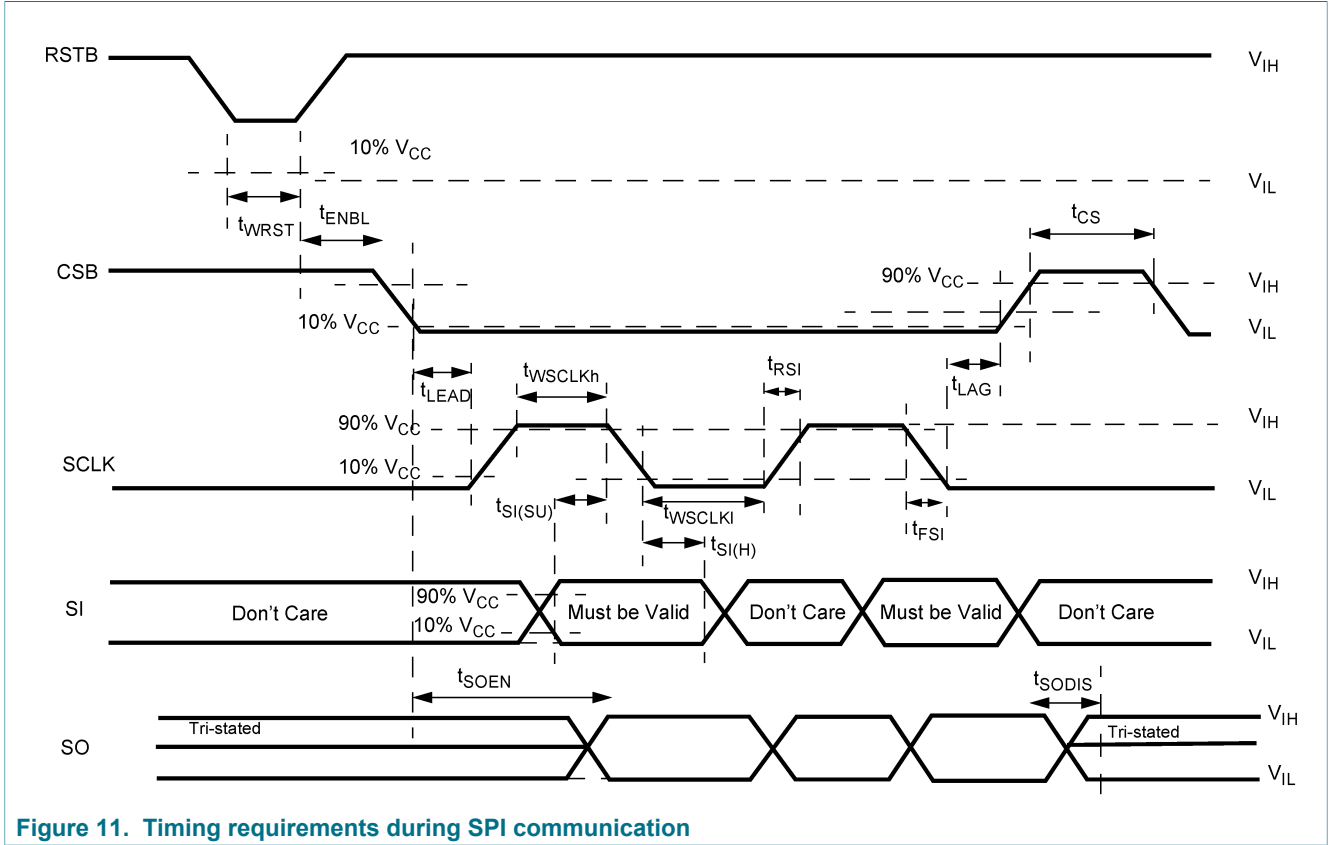 RSTB
V_IH
10% V_CC
V_IL
t_WRST
t_ENBL
t_CS
CSB
90% V_CC
V_IH
10% V_CC
V_IL
t_LEAD
t_WSCLKh
t_RSI
t_LAG
90% V_CC
V_IH
SCLK
10% V_CC
V_IL
t_SI(SU)
t_WSCLKl
t_FSI
t_SI(H)
SI
Don't Care
90% V_CC
10% V_CC
Must be Valid
Don't Care
Must be Valid
Don't Care
V_IH
V_IL
t_SOEN
t_SODIS
SO
Tri-stated
Tri-stated
V_IH
V_IL
Figure 11. Timing requirements during SPI communication